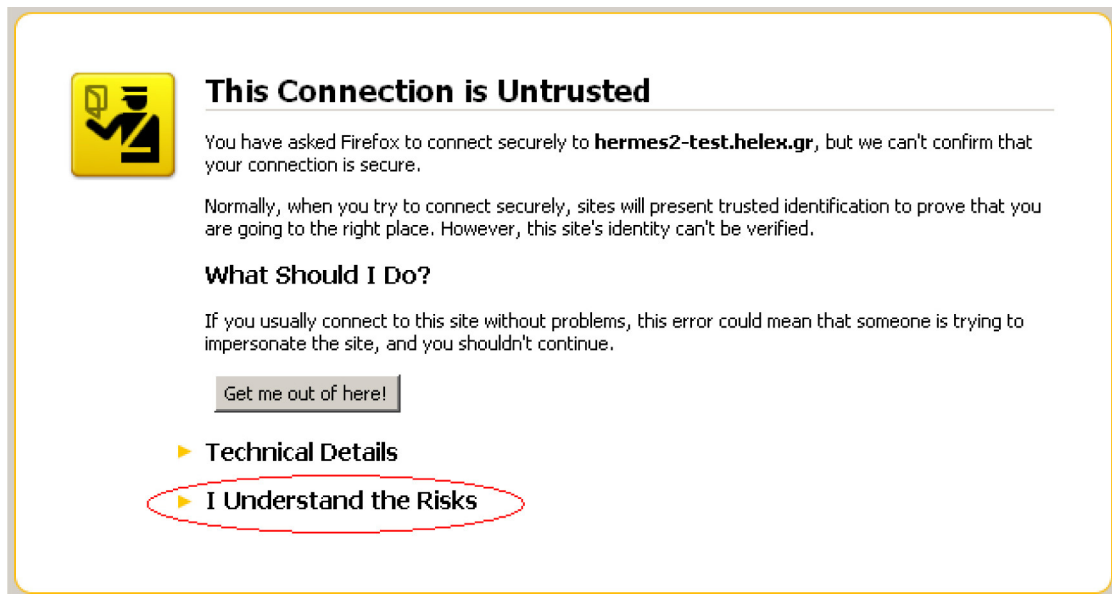 This Connection is Untrusted
You have asked Firefox to connect securely to hermes2-test.helex.gr, but we can't confirm that
your connection is secure.
Normally, when you try to connect securely, sites will present trusted identification to prove that you
are going to the right place. However, this site's identity can't be verified.
What Should I Do?
If you usually connect to this site without problems, this error could mean that someone is trying to
impersonate the site, and you shouldn't continue.
Get me out of here!
Technical Details
I Understand the Risks